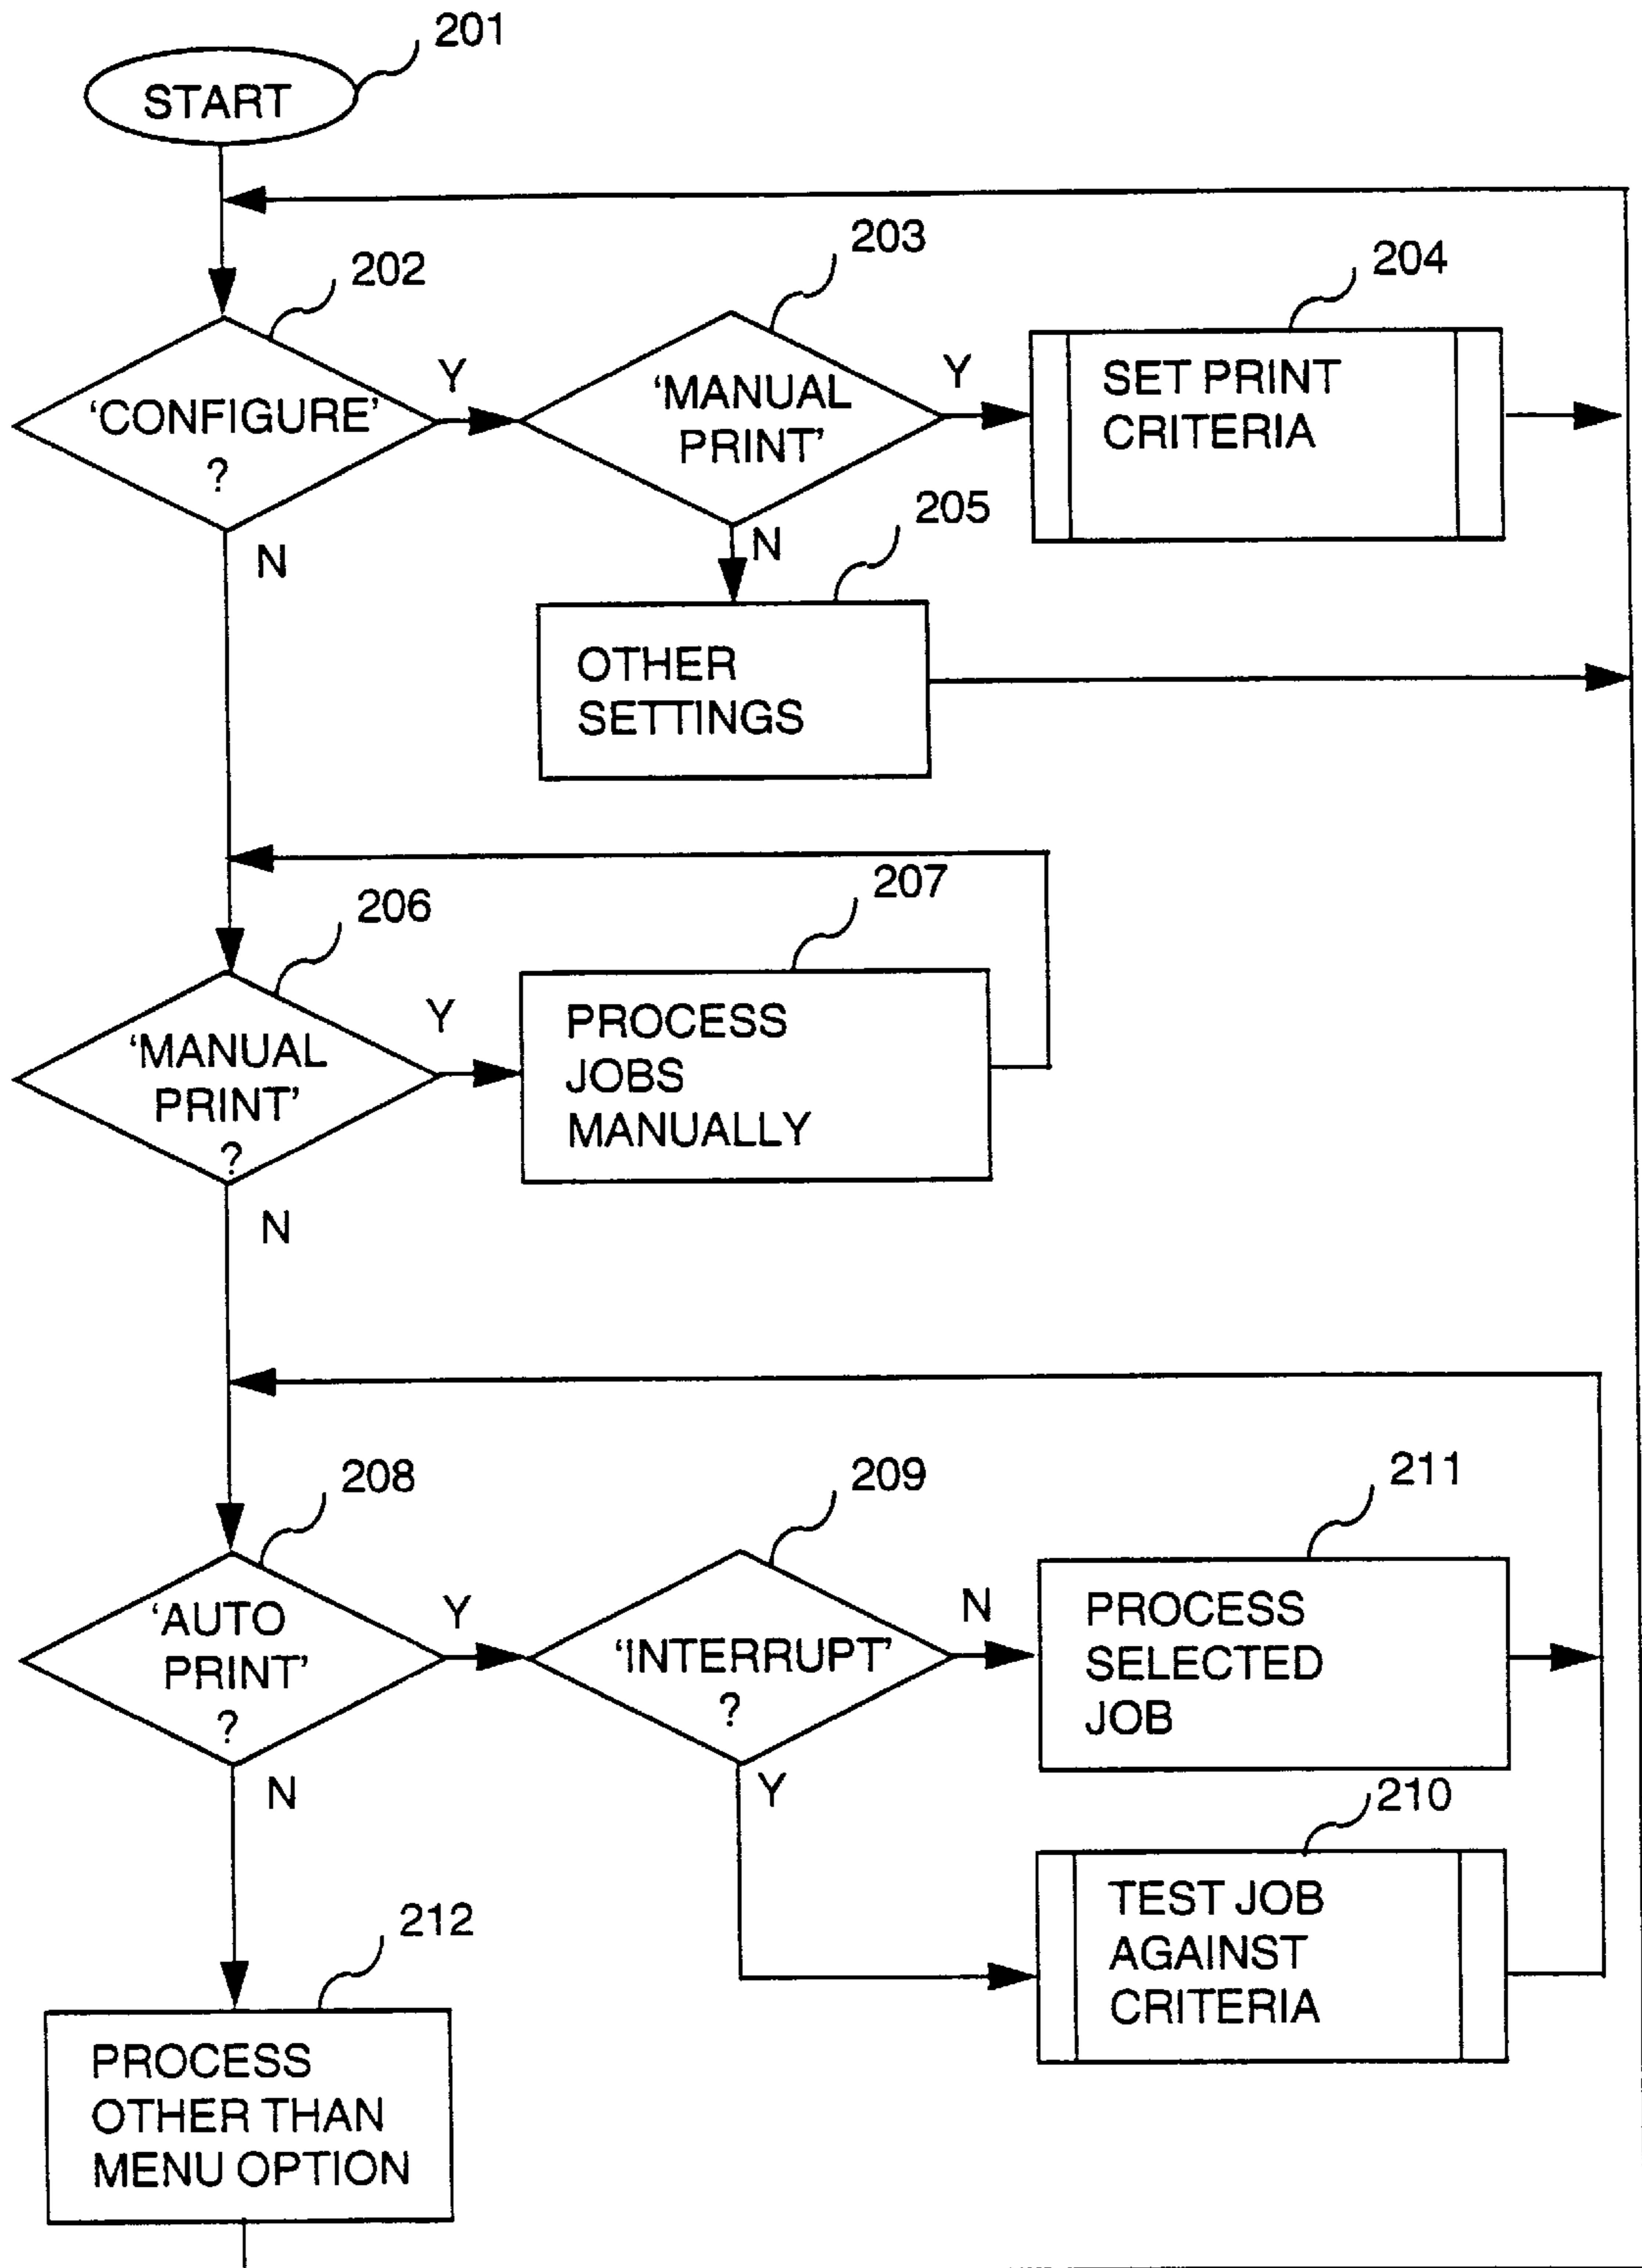 201
START
202
203
204
'CONFIGURE'
?
Y
'MANUAL
PRINT'
Y
SET PRINT
CRITERIA
N
N
205
OTHER
SETTINGS
206
207
'MANUAL
PRINT'
?
Y
PROCESS
JOBS
MANUALLY
N
208
209
211
'AUTO
PRINT'
?
Y
'INTERRUPT'
?
N
PROCESS
SELECTED
JOB
N
Y
210
TEST JOB
AGAINST
CRITERIA
212
PROCESS
OTHER THAN
MENU OPTION